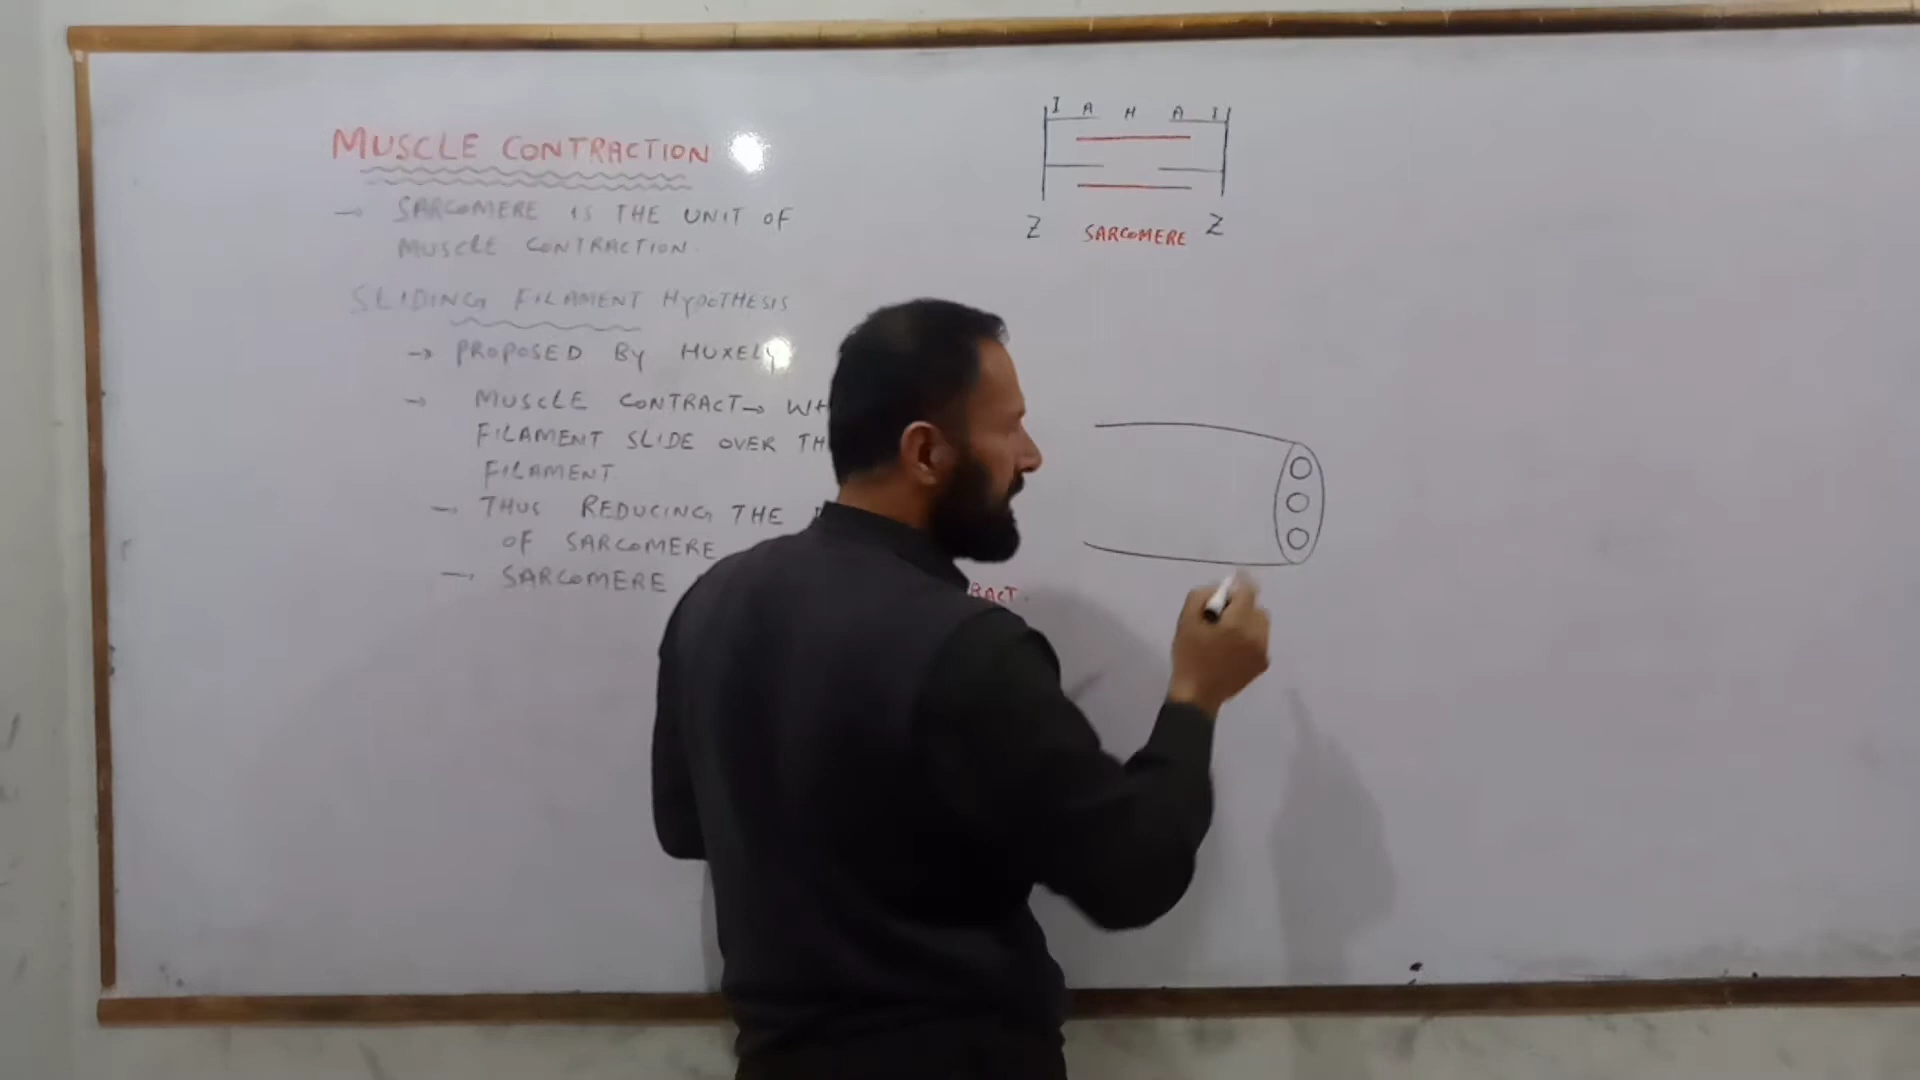 MUSCLE CONTRACTION
→ SARCOMERE IS THE UNIT OF
MUSCLE CONTRACTION.
SLIDING FILAMENT HYPOTHESIS
→ PROPOSED BY HUXELY
→ MUSCLE CONTRACT →
FILAMENT SLIDE OVER
FILAMENT
→ THUS REDUCING THE
OF SARCOMERE
→ SARCOMERE
I A H A I
Z SARCOMERE Z